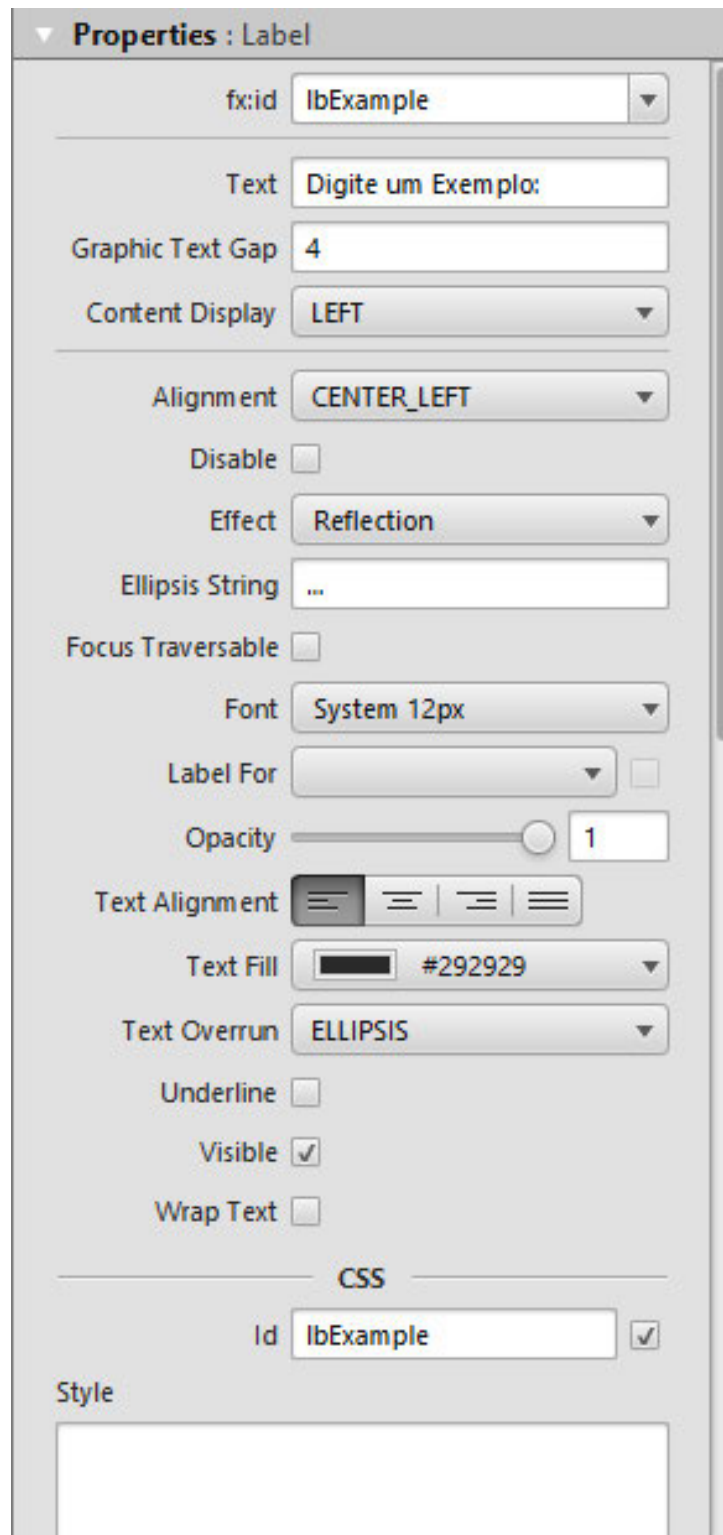 Properties : Label
fx:id lbExample
Text Digite um Exemplo:
Graphic Text Gap 4
Content Display LEFT
Alignment CENTER_LEFT
Disable
Effect Reflection
Ellipsis String ...
Focus Traversable
Font System 12px
Label For
Opacity 1
Text Alignment
Text Fill #292929
Text Overrun ELLIPSIS
Underline
Visible
Wrap Text
CSS
Id lbExample
Style